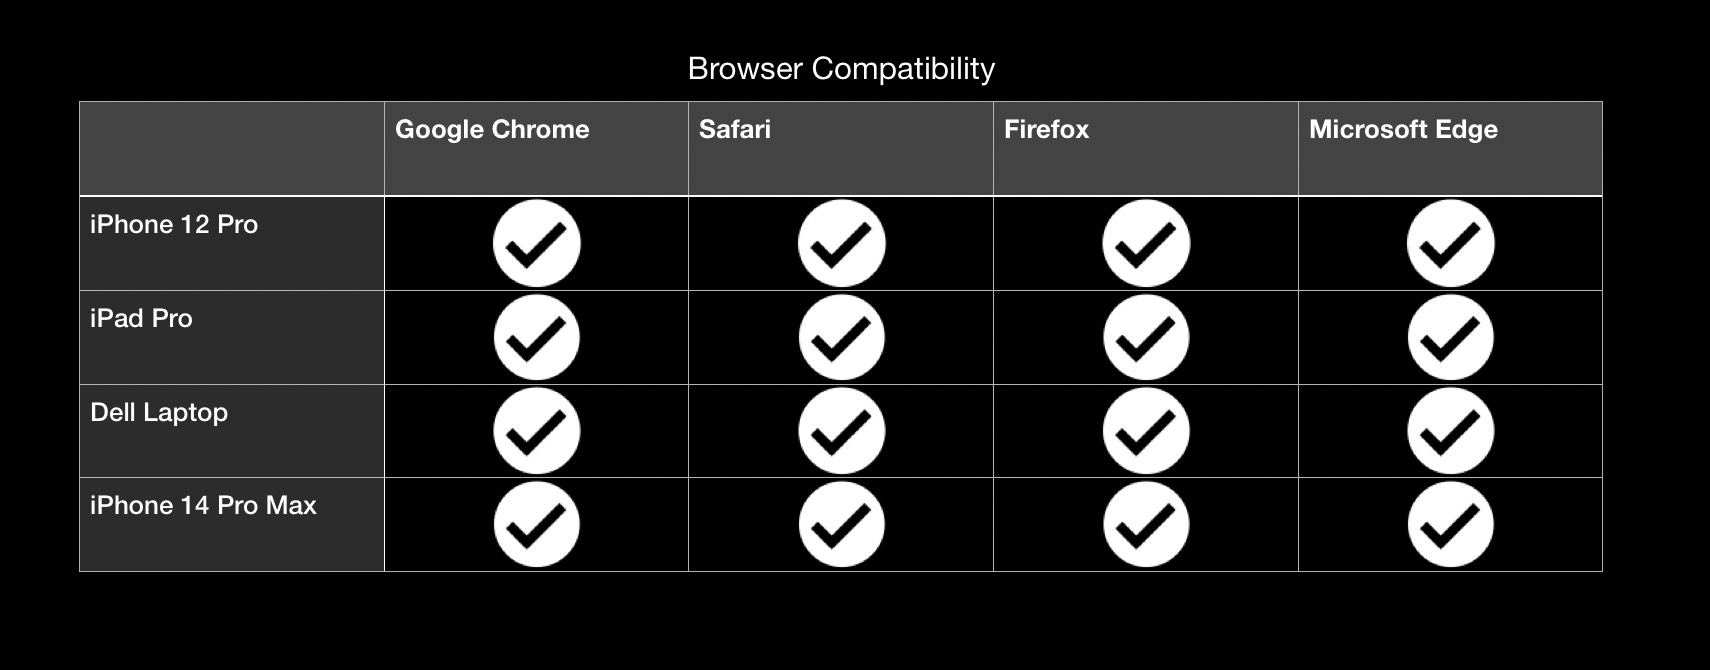 Browser Compatibility
Google Chrome Safari Firefox Microsoft Edge
iPhone 12 Pro
iPad Pro
Dell Laptop
iPhone 14 Pro Max